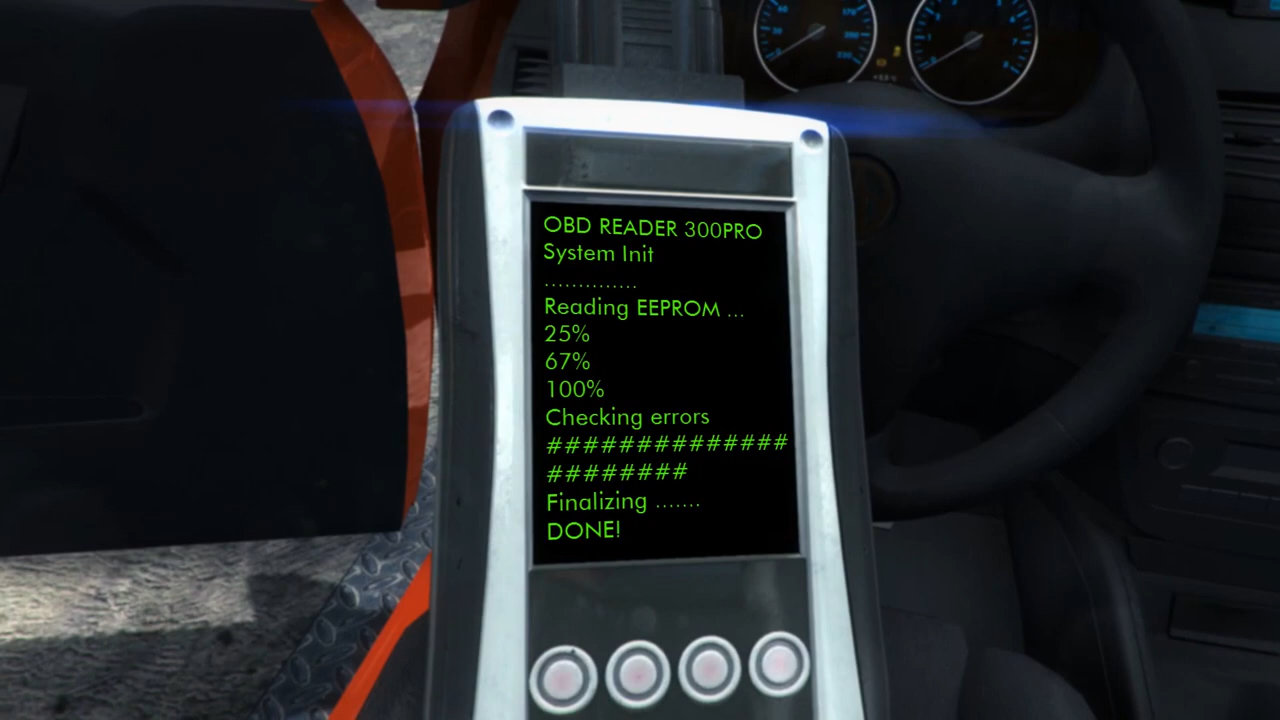 OBD READER 300PRO
System Init
..............
Reading EEPROM ...
25%
67%
100%
Checking errors
##############
########
Finalizing .......
DONE!